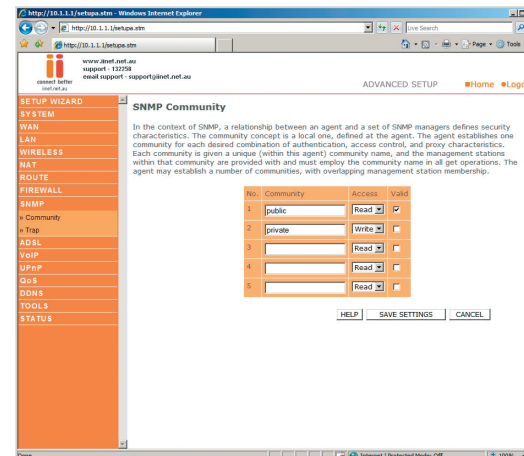 http://10.1.1.1/setupa.stm - Windows Internet Explorer
http://10.1.1.1/setupa.stm
Live Search
http://10.1.1.1/setupa.stm
Page
Tools
www.iinet.net.au
support - 132258
email support - support@iinet.net.au
connect better
iinet.net.au
ADVANCED SETUP
Home
SETUP WIZARD
SYSTEM
WAN
LAN
WIRELESS
NAT
ROUTE
FIREWALL
SNMP
» Community
» Trap
ADSL
VoIP
UPnP
QoS
DDNS
TOOLS
STATUS
SNMP Community
In the context of SNMP, a relationship between an agent and a set of SNMP managers defines security
characteristics. The community concept is a local one, defined at the agent. The agent establishes one
community for each desired combination of authentication, access control, and proxy characteristics.
Each community is given a unique (within this agent) community name, and the management stations
within that community are provided with and must employ the community name in all get operations. The
agent may establish a number of communities, with overlapping management station membership.
No. Community Access Valid
1 public Read
2 private Write
3 Read
4 Read
5 Read
HELP SAVE SETTINGS CANCEL
Done
Internet | Protected Mode: Off
100%